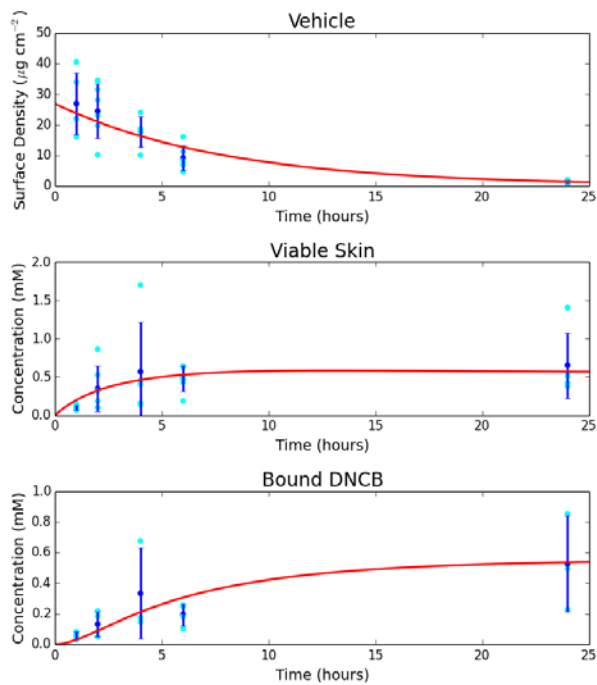 Vehicle
Surface Density (μg cm⁻²)
50
40
30
20
10
0
0 5 10 15 20 25
Time (hours)
Viable Skin
Concentration (mM)
2.0
1.5
1.0
0.5
0.0
0 5 10 15 20 25
Time (hours)
Bound DNCB
Concentration (mM)
1.0
0.8
0.6
0.4
0.2
0.0
0 5 10 15 20 25
Time (hours)